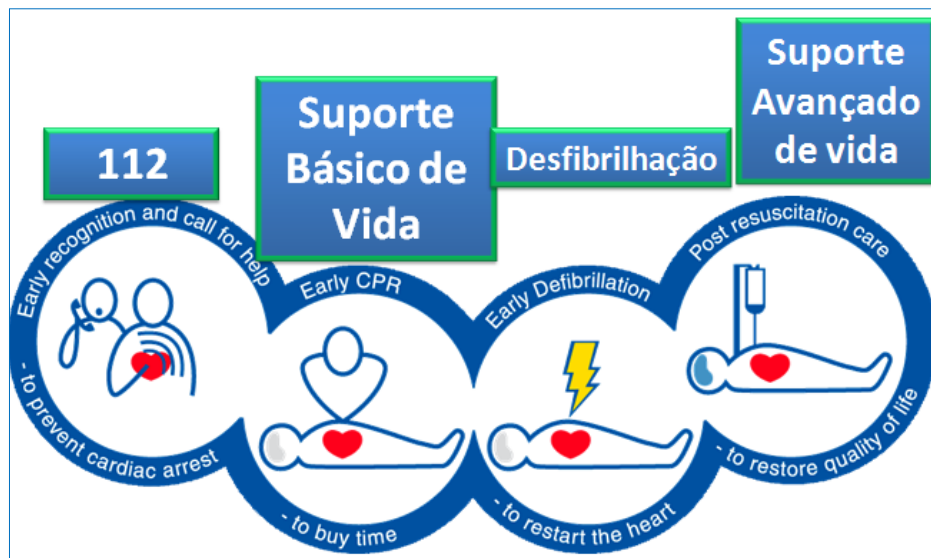 112
Suporte
Básico de
Vida
Desfibrilhação
Suporte
Avançado
de vida
Early recognition and call for help
- to prevent cardiac arrest
Early CPR
- to buy time
Early Defibrillation
- to restart the heart
Post resuscitation care
- to restore quality of life